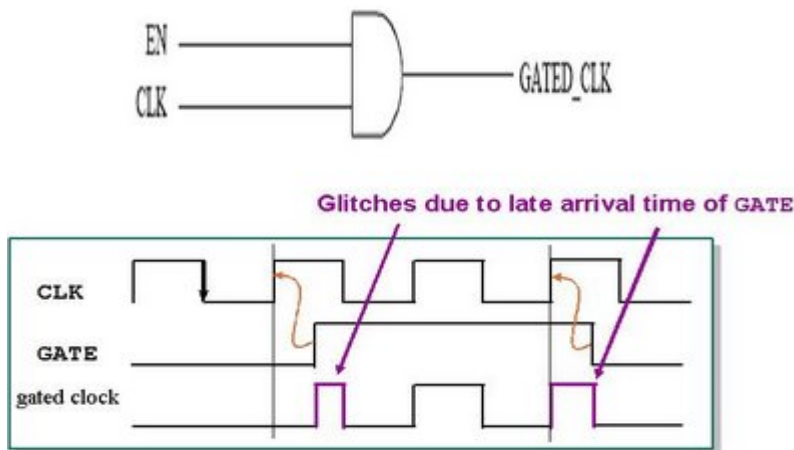 EN
CLK
GATED_CLK
Glitches due to late arrival time of GATE
CLK
GATE
gated clock